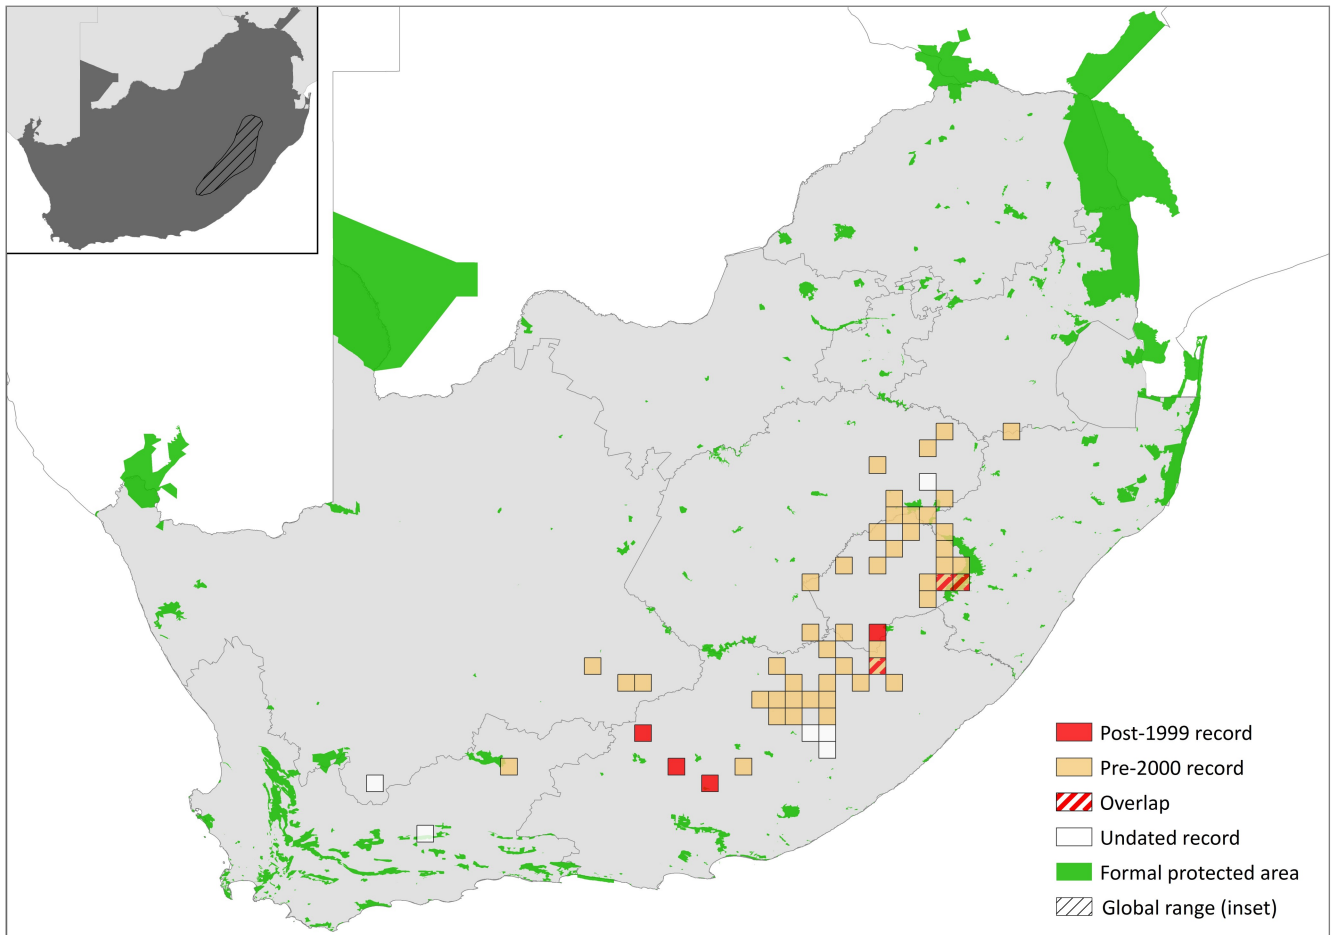 Post-1999 record
Pre-2000 record
Overlap
Undated record
Formal protected area
Global range (inset)